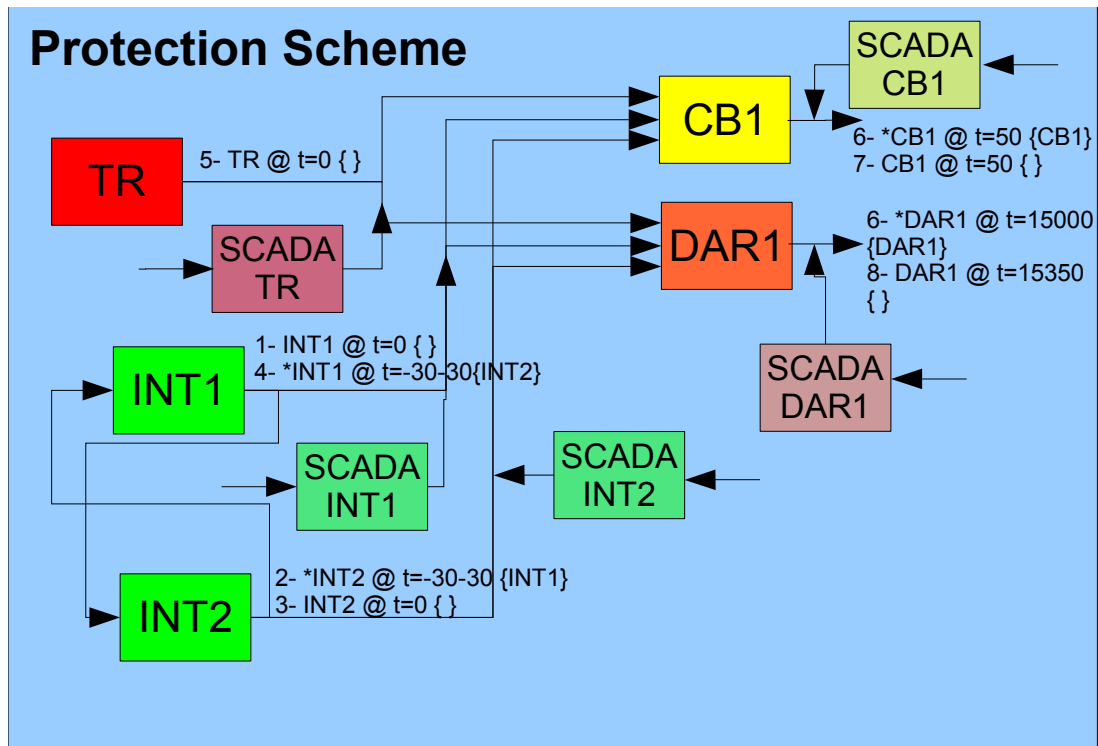 Protection Scheme
SCADA
CB1
CB1
6- *CB1 @ t=50 {CB1}
7- CB1 @ t=50 { }
5- TR @ t=0 { }
TR
SCADA
TR
DAR1
6- *DAR1 @ t=15000
{DAR1}
8- DAR1 @ t=15350
{ }
1- INT1 @ t=0 { }
4- *INT1 @ t=-30-30{INT2}
INT1
SCADA
DAR1
SCADA
INT1
SCADA
INT2
2- *INT2 @ t=-30-30 {INT1}
3- INT2 @ t=0 { }
INT2